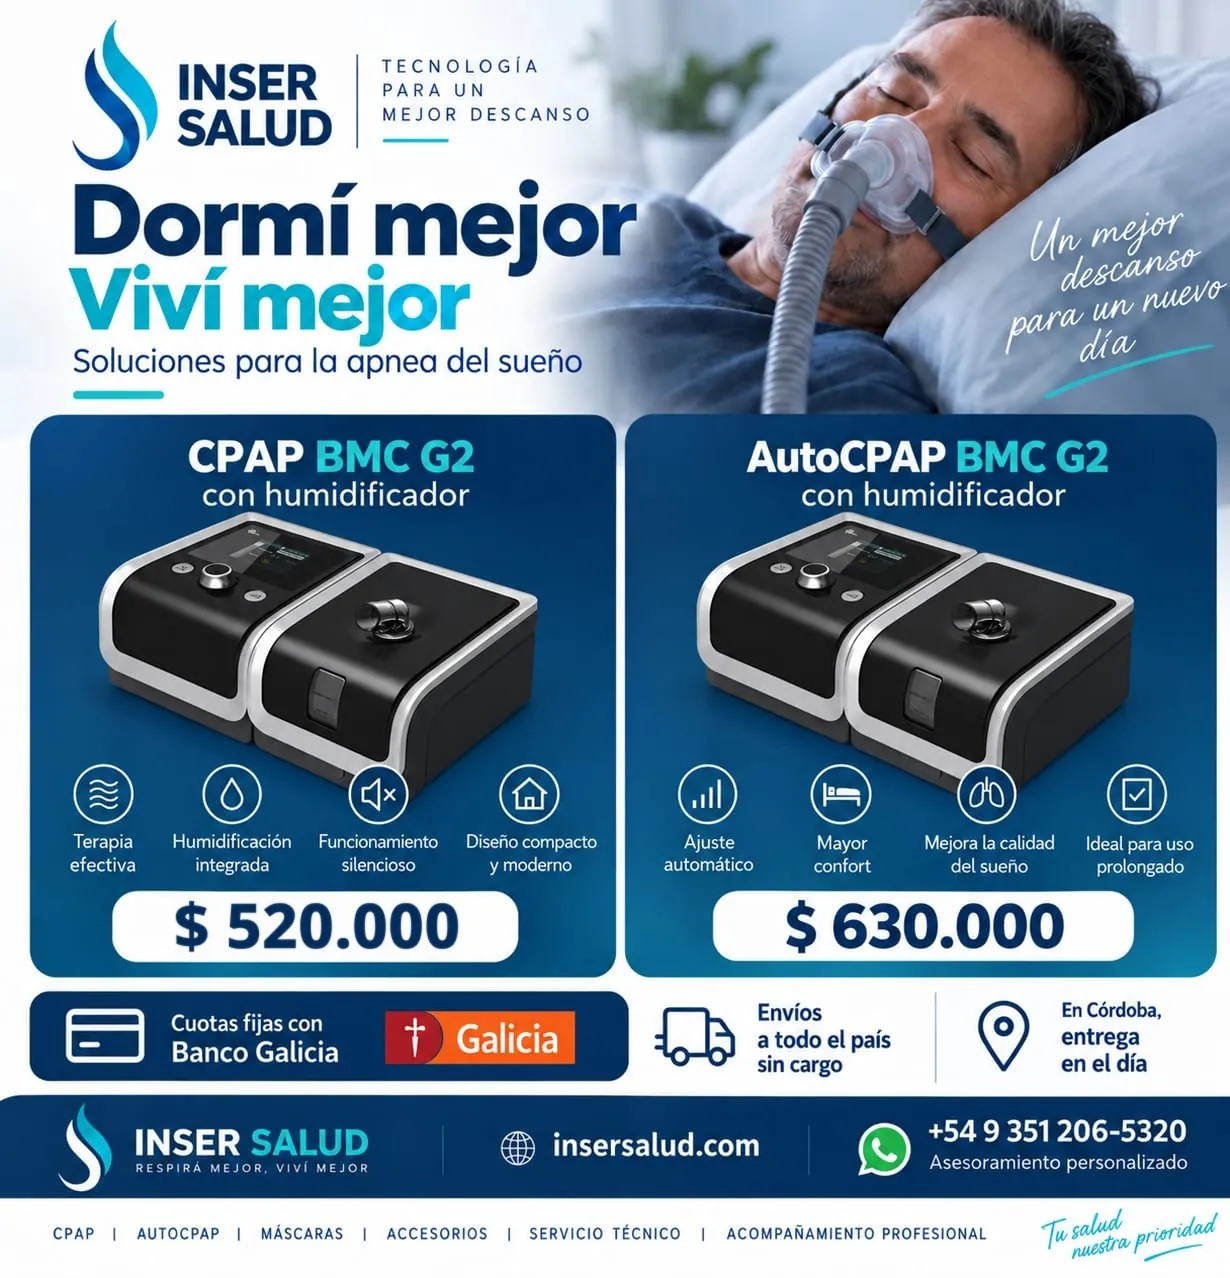 INSER
SALUD
TECNOLOGÍA
PARA UN
MEJOR DESCANSO
Dormí mejor
Viví mejor
Soluciones para la apnea del sueño
Un mejor
descanso
para un nuevo
día
CPAP BMC G2
con humidificador
Terapia
efectiva
Humidificación
integrada
Funcionamiento
silencioso
Diseño compacto
y moderno
$ 520.000
AutoCPAP BMC G2
con humidificador
Ajuste
automático
Mayor
confort
Mejora la calidad
del sueño
Ideal para uso
prolongado
$ 630.000
Cuotas fijas con
Banco Galicia
Galicia
Envíos
a todo el país
sin cargo
En Córdoba,
entrega
en el día
INSER SALUD
RESPIRÁ MEJOR, VIVÍ MEJOR
insersalud.com
+54 9 351 206-5320
Asesoramiento personalizado
CPAP | AUTOCPAP | MÁSCARAS | ACCESORIOS | SERVICIO TÉCNICO | ACOMPAÑAMIENTO PROFESIONAL
Tu salud
nuestra prioridad